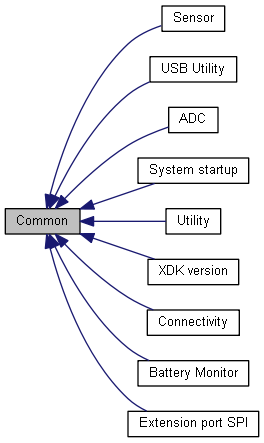 Sensor
USB Utility
ADC
System startup
Common
Utility
XDK version
Connectivity
Battery Monitor
Extension port SPI